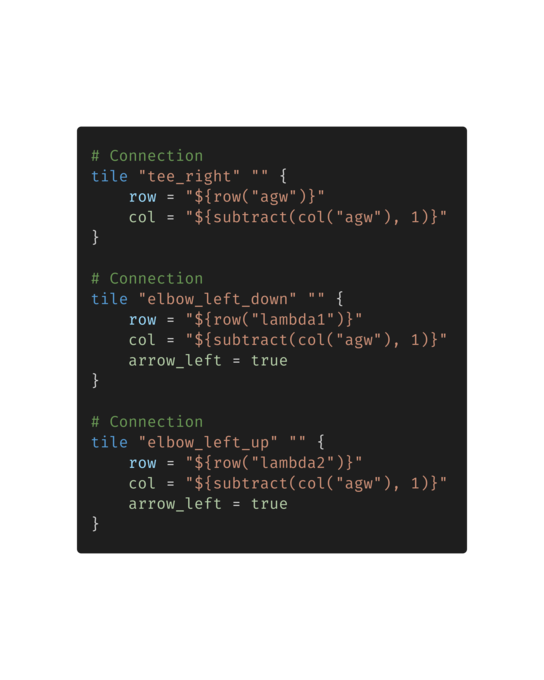 # Connection
tile "tee_right" "" {
    row = "${row("agw")}"
    col = "${subtract(col("agw"), 1)}"
}

# Connection
tile "elbow_left_down" "" {
    row = "${row("lambda1")}"
    col = "${subtract(col("agw"), 1)}"
    arrow_left = true
}

# Connection
tile "elbow_left_up" "" {
    row = "${row("lambda2")}"
    col = "${subtract(col("agw"), 1)}"
    arrow_left = true
}